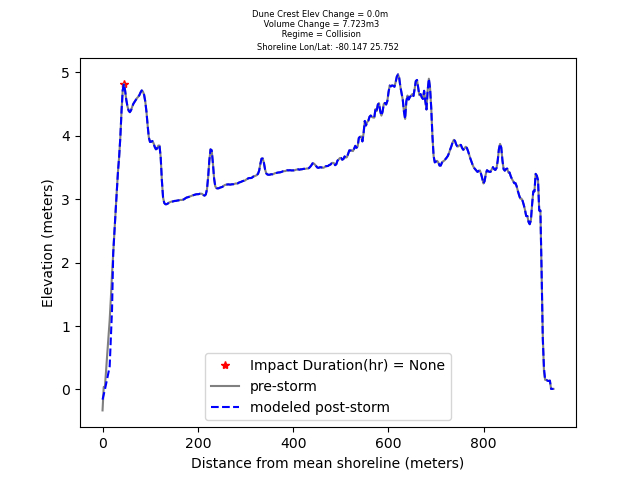 Dune Crest Elev Change = 0.0m
Volume Change = 7.723m3
Regime = Collision
Shoreline Lon/Lat: -80.147 25.752
5
4
3
2
1
0
Elevation (meters)
Impact Duration(hr) = None
pre-storm
modeled post-storm
0
200
400
600
800
Distance from mean shoreline (meters)